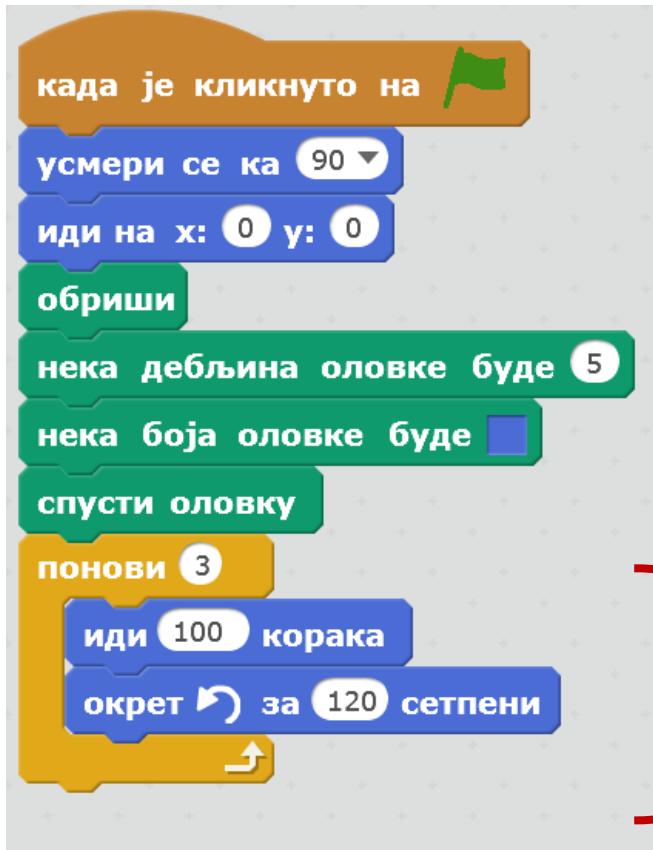 када је кликнуто на
усмери се ка 90
иди на x: 0 y: 0
обриши
нека дебљина оловке буде 5
нека боја оловке буде
спусти оловку
понови 3
иди 100 корака
окрет за 120 сетпени